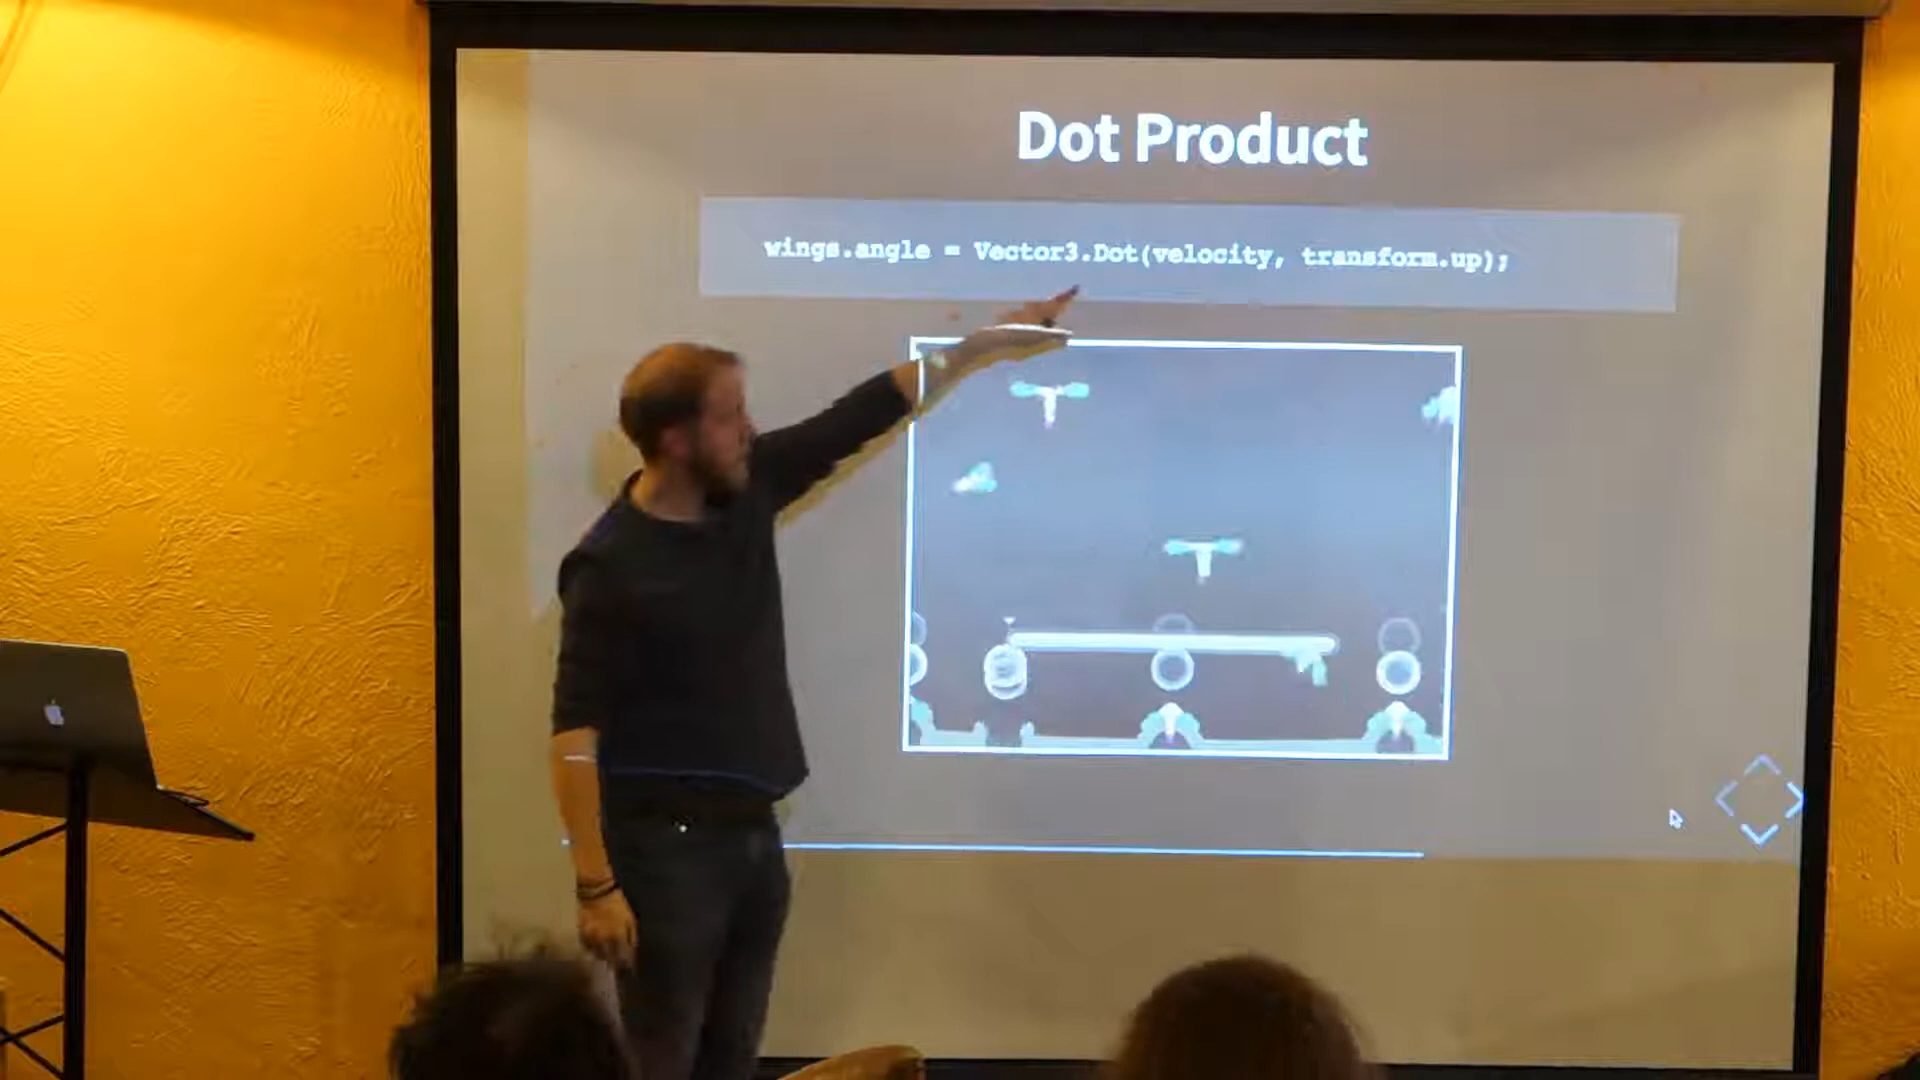 Dot Product
wings.angle = Vector3.Dot(velocity, transform.up);